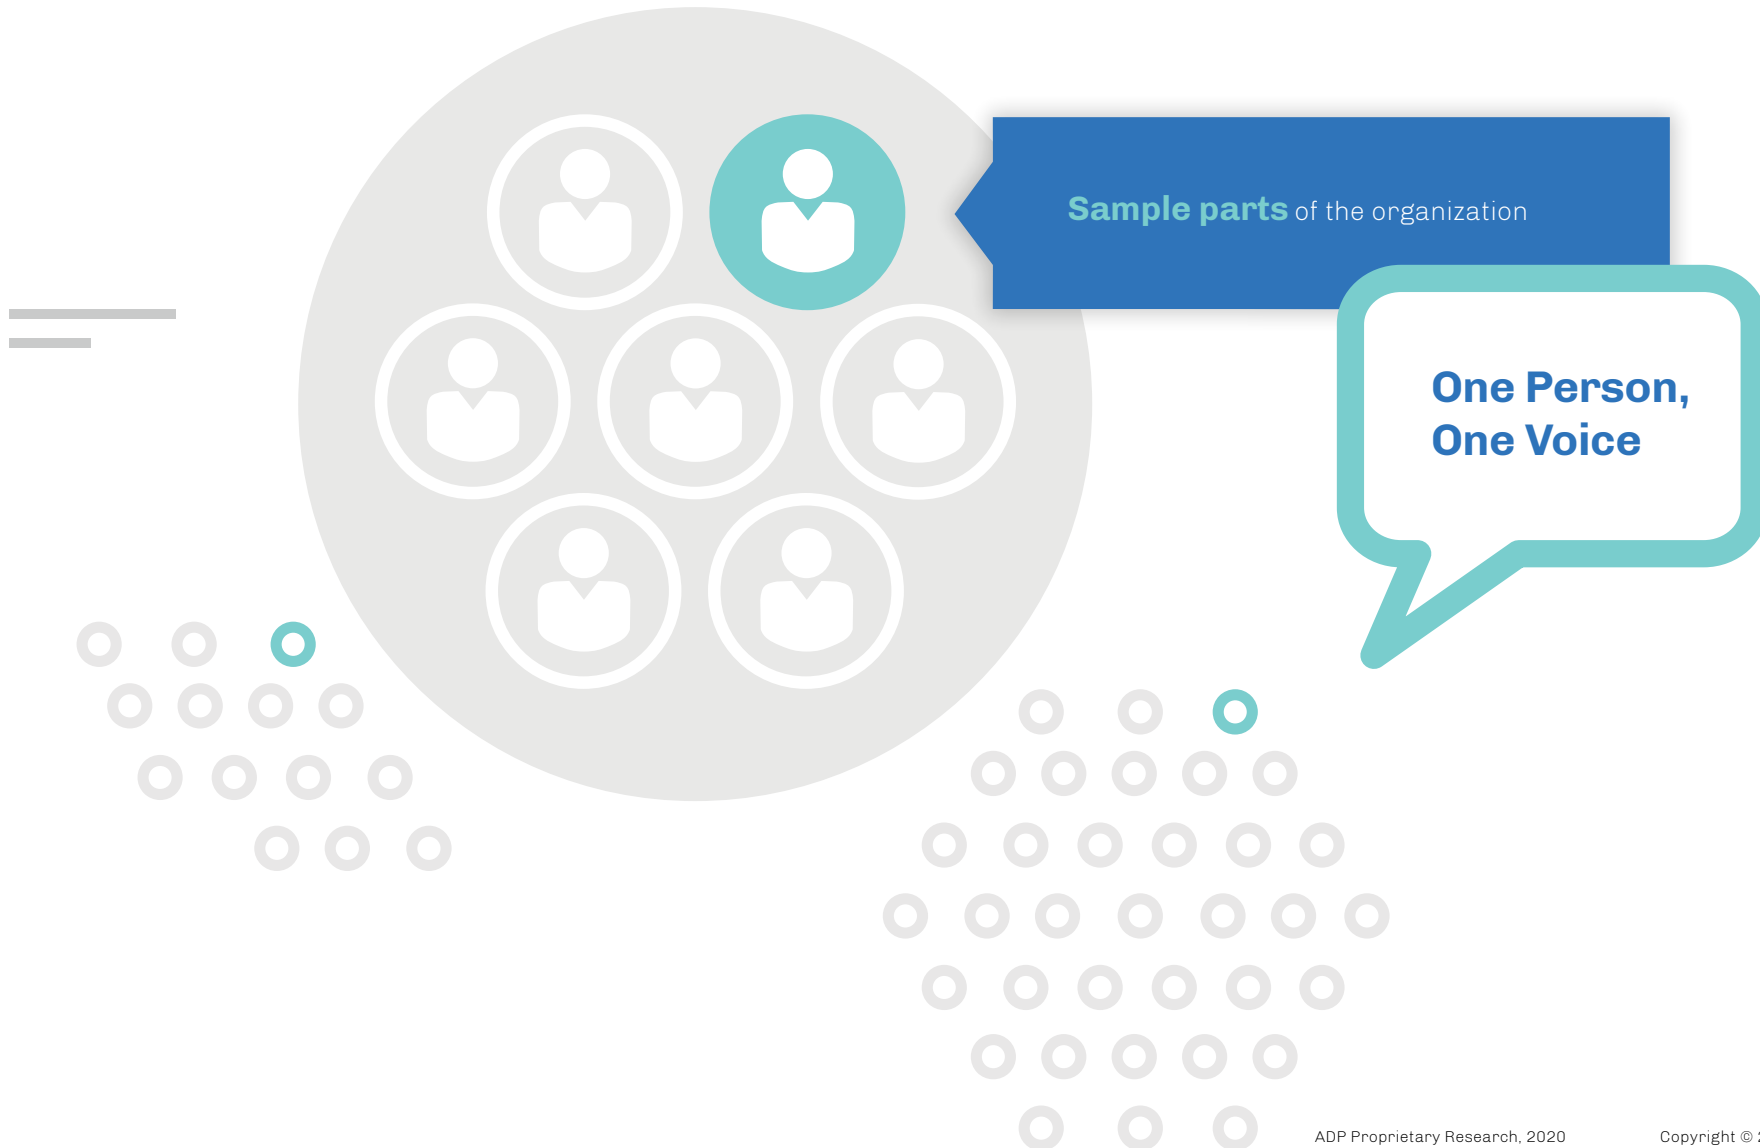 Sample parts of the organization
One Person,
One Voice
ADP Proprietary Research, 2020
Copyright ©